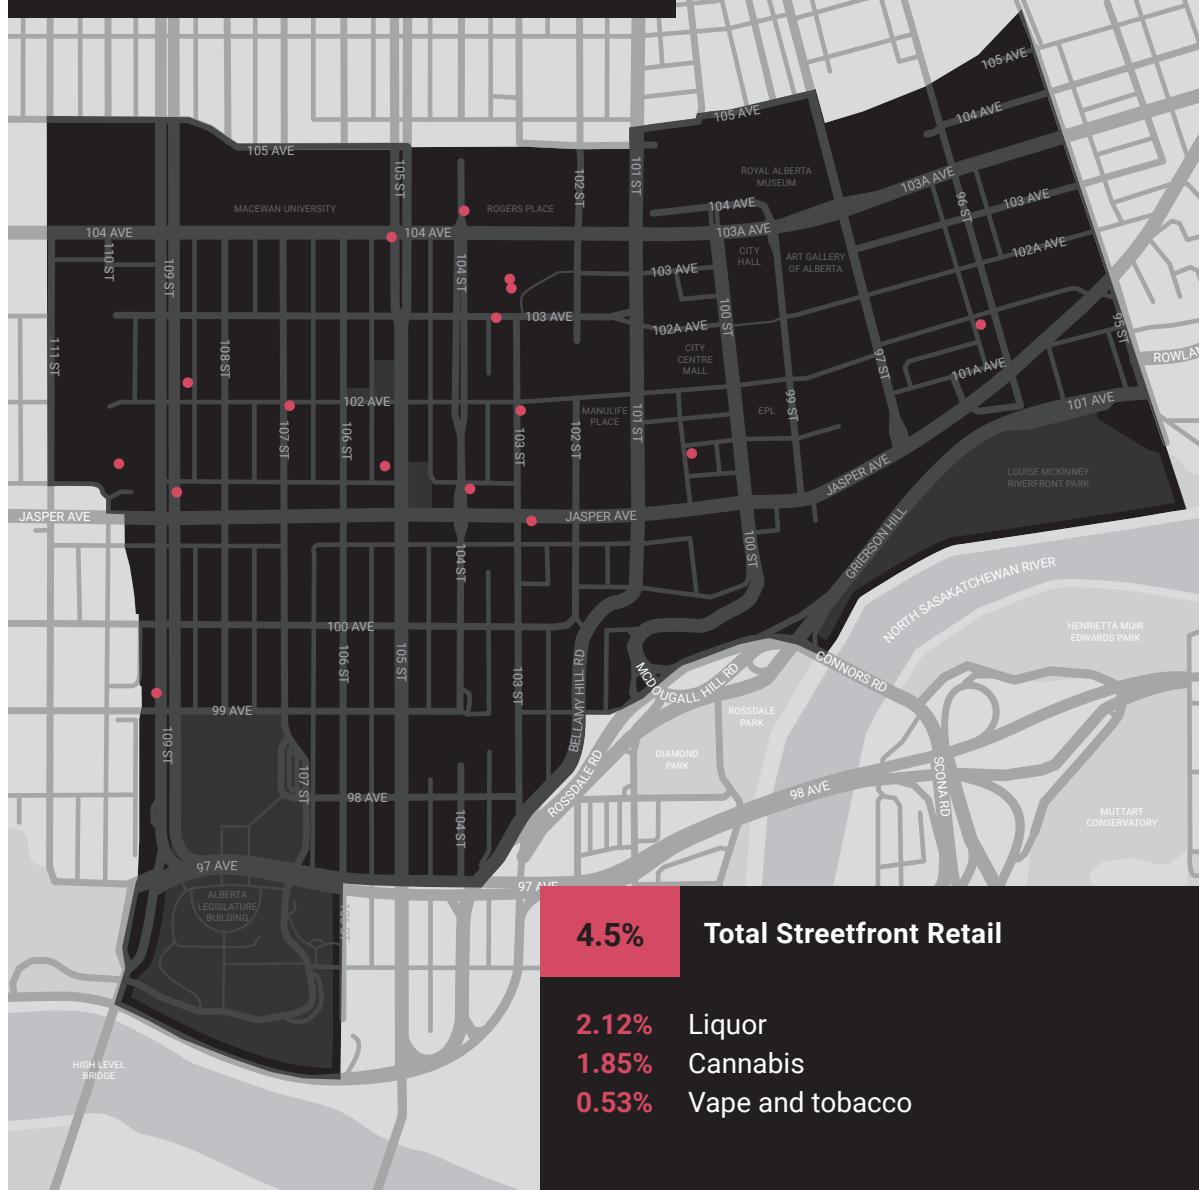 105 AVE
104 AVE
105 AVE
105 AVE
ROYAL ALBERTA
MUSEUM
105 ST
101 ST
102 ST
103A AVE
96 ST
103 AVE
MACEWAN UNIVERSITY
ROGERS PLACE
104 AVE
104 AVE
104 AVE
103A AVE
110 ST
109 ST
104 ST
CITY
HALL
ART GALLERY
OF ALBERTA
102A AVE
103 AVE
103 AVE
102A AVE
100 ST
95 ST
111 ST
108 ST
CITY
CENTRE
MALL
97 ST
101A AVE
ROWLAN
102 AVE
MANULIFE
PLACE
101 ST
EPL
99 ST
101 AVE
107 ST
106 ST
103 ST
102 ST
JASPER AVE
LOUISE MCKINNEY
RIVERFRONT PARK
JASPER AVE
JASPER AVE
104 ST
100 ST
GRIERSON HILL
NORTH SASAKATCHEWAN RIVER
100 AVE
HENRIETTA MUIR
EDWARDS PARK
106 ST
105 ST
103 ST
BELLAMY HILL RD
MCDOUGALL HILL RD
CONNORS RD
99 AVE
ROSSDALE
PARK
109 ST
DIAMOND
PARK
107 ST
98 AVE
ROSSDALE RD
98 AVE
SCONA RD
104 ST
MUTTART
CONSERVATORY
97 AVE
97 AVE
ALBERTA
LEGISLATURE
BUILDING
4.5%
Total Streetfront Retail
2.12% Liquor
1.85% Cannabis
0.53% Vape and tobacco
HIGH LEVEL
BRIDGE